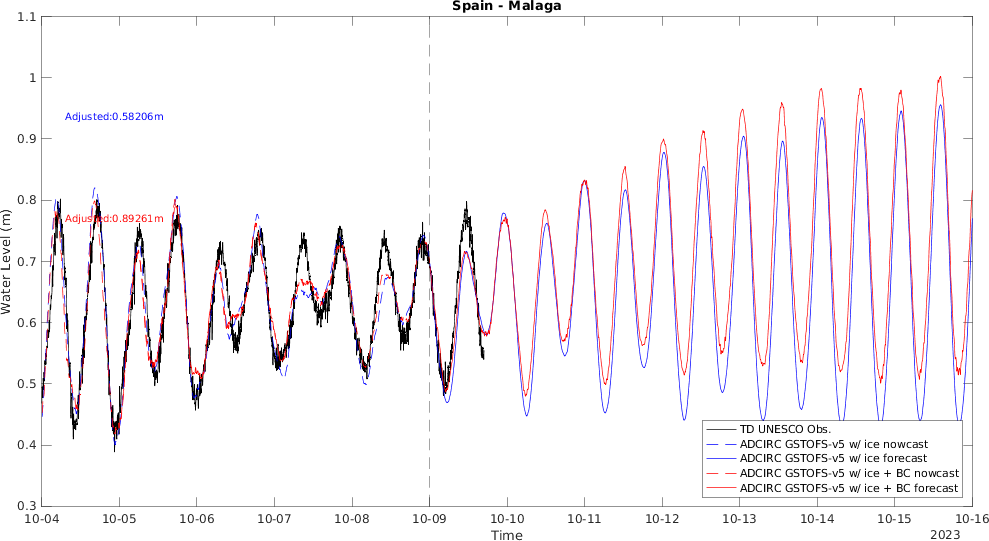 Spain - Malaga
1.1
1
0.9
0.8
0.7
0.6
0.5
0.4
0.3
Water Level (m)
Adjusted:0.58206m
Adjusted:0.89261m
TD UNESCO Obs.
ADCIRC GSTOFS-v5 w/ ice nowcast
ADCIRC GSTOFS-v5 w/ ice forecast
ADCIRC GSTOFS-v5 w/ ice + BC nowcast
ADCIRC GSTOFS-v5 w/ ice + BC forecast
10-04 10-05 10-06 10-07 10-08 10-09 10-10 10-11 10-12 10-13 10-14 10-15 10-16
Time
2023